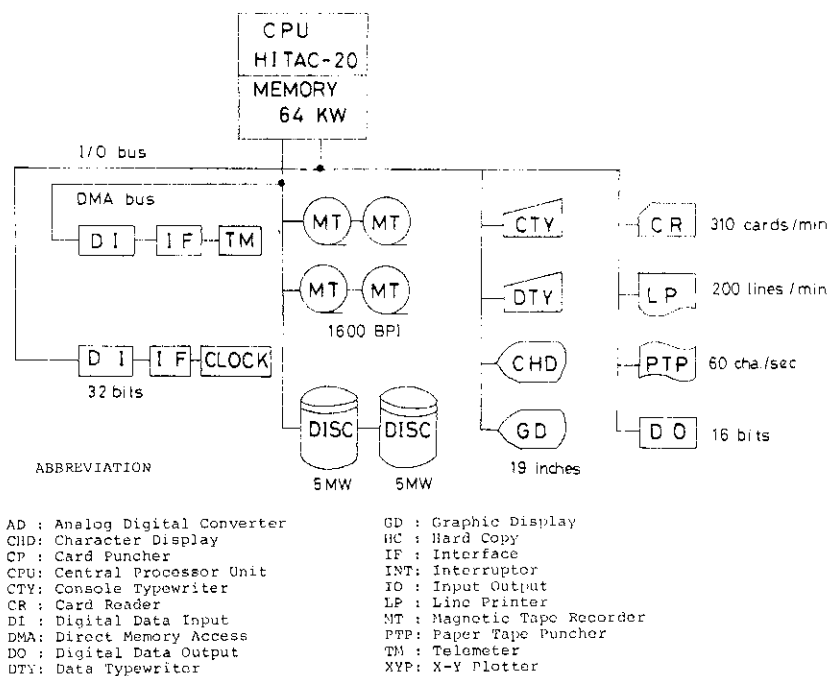 CPU
HITAC-20
MEMORY
64 KW
I/O bus
DMA bus
DI IF TM
MT MT
CTY
CR 310 cards/min
MT MT
DTY
LP 200 lines/min
1600 BPI
DI IF CLOCK
CHD
PTP 60 cha./sec
32 bits
DISC DISC
GD
DO 16 bits
5MW 5MW
19 inches
ABBREVIATION
AD : Analog Digital Converter
CHD: Character Display
CP : Card Puncher
CPU: Central Processor Unit
CTY: Console Typewriter
CR : Card Reader
DI : Digital Data Input
DMA: Direct Memory Access
DO : Digital Data Output
DTY: Data Typewriter
GD : Graphic Display
HC : Hard Copy
IF : Interface
INT: Interruptor
IO : Input Output
LP : Line Printer
MT : Magnetic Tape Recorder
PTP: Paper Tape Puncher
TM : Telemeter
XYP: X-Y Plotter